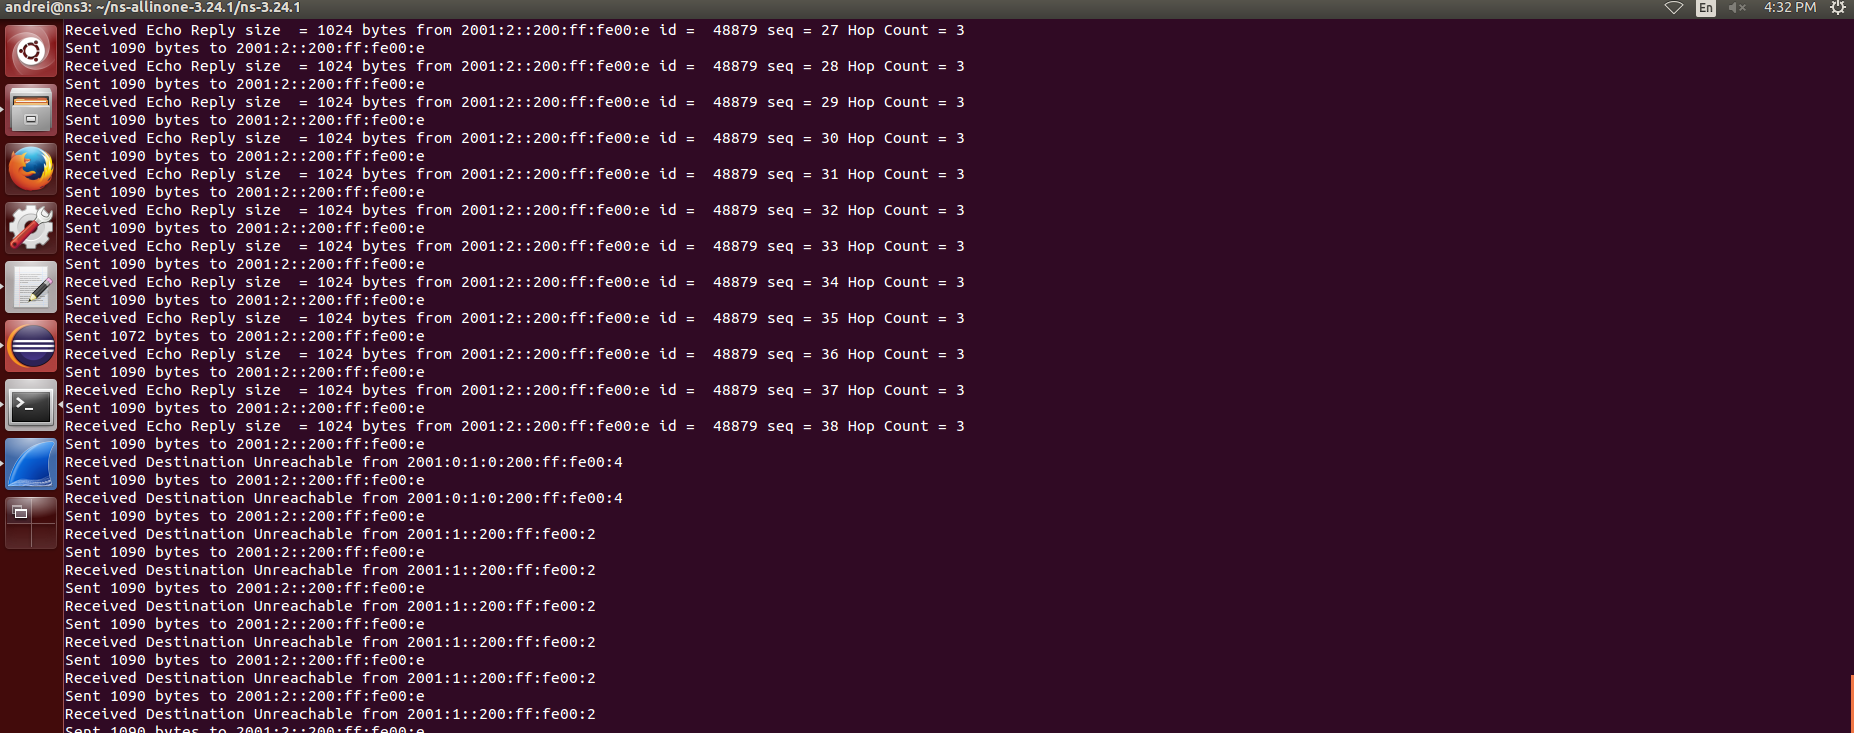 andrei@ns3: ~/ns-allinone-3.24.1/ns-3.24.1
En
4:32 PM
Received Echo Reply size  = 1024 bytes from 2001:2::200:ff:fe00:e id =  48879 seq = 27 Hop Count = 3
Sent 1090 bytes to 2001:2::200:ff:fe00:e
Received Echo Reply size  = 1024 bytes from 2001:2::200:ff:fe00:e id =  48879 seq = 28 Hop Count = 3
Sent 1090 bytes to 2001:2::200:ff:fe00:e
Received Echo Reply size  = 1024 bytes from 2001:2::200:ff:fe00:e id =  48879 seq = 29 Hop Count = 3
Sent 1090 bytes to 2001:2::200:ff:fe00:e
Received Echo Reply size  = 1024 bytes from 2001:2::200:ff:fe00:e id =  48879 seq = 30 Hop Count = 3
Sent 1090 bytes to 2001:2::200:ff:fe00:e
Received Echo Reply size  = 1024 bytes from 2001:2::200:ff:fe00:e id =  48879 seq = 31 Hop Count = 3
Sent 1090 bytes to 2001:2::200:ff:fe00:e
Received Echo Reply size  = 1024 bytes from 2001:2::200:ff:fe00:e id =  48879 seq = 32 Hop Count = 3
Sent 1090 bytes to 2001:2::200:ff:fe00:e
Received Echo Reply size  = 1024 bytes from 2001:2::200:ff:fe00:e id =  48879 seq = 33 Hop Count = 3
Sent 1090 bytes to 2001:2::200:ff:fe00:e
Received Echo Reply size  = 1024 bytes from 2001:2::200:ff:fe00:e id =  48879 seq = 34 Hop Count = 3
Sent 1090 bytes to 2001:2::200:ff:fe00:e
Received Echo Reply size  = 1024 bytes from 2001:2::200:ff:fe00:e id =  48879 seq = 35 Hop Count = 3
Sent 1072 bytes to 2001:2::200:ff:fe00:e
Received Echo Reply size  = 1024 bytes from 2001:2::200:ff:fe00:e id =  48879 seq = 36 Hop Count = 3
Sent 1090 bytes to 2001:2::200:ff:fe00:e
Received Echo Reply size  = 1024 bytes from 2001:2::200:ff:fe00:e id =  48879 seq = 37 Hop Count = 3
Sent 1090 bytes to 2001:2::200:ff:fe00:e
Received Echo Reply size  = 1024 bytes from 2001:2::200:ff:fe00:e id =  48879 seq = 38 Hop Count = 3
Sent 1090 bytes to 2001:2::200:ff:fe00:e
Received Destination Unreachable from 2001:0:1:0:200:ff:fe00:4
Sent 1090 bytes to 2001:2::200:ff:fe00:e
Received Destination Unreachable from 2001:0:1:0:200:ff:fe00:4
Sent 1090 bytes to 2001:2::200:ff:fe00:e
Received Destination Unreachable from 2001:1::200:ff:fe00:2
Sent 1090 bytes to 2001:2::200:ff:fe00:e
Received Destination Unreachable from 2001:1::200:ff:fe00:2
Sent 1090 bytes to 2001:2::200:ff:fe00:e
Received Destination Unreachable from 2001:1::200:ff:fe00:2
Sent 1090 bytes to 2001:2::200:ff:fe00:e
Received Destination Unreachable from 2001:1::200:ff:fe00:2
Sent 1090 bytes to 2001:2::200:ff:fe00:e
Received Destination Unreachable from 2001:1::200:ff:fe00:2
Sent 1090 bytes to 2001:2::200:ff:fe00:e
Received Destination Unreachable from 2001:1::200:ff:fe00:2
Sent 1090 bytes to 2001:2::200:ff:fe00:e